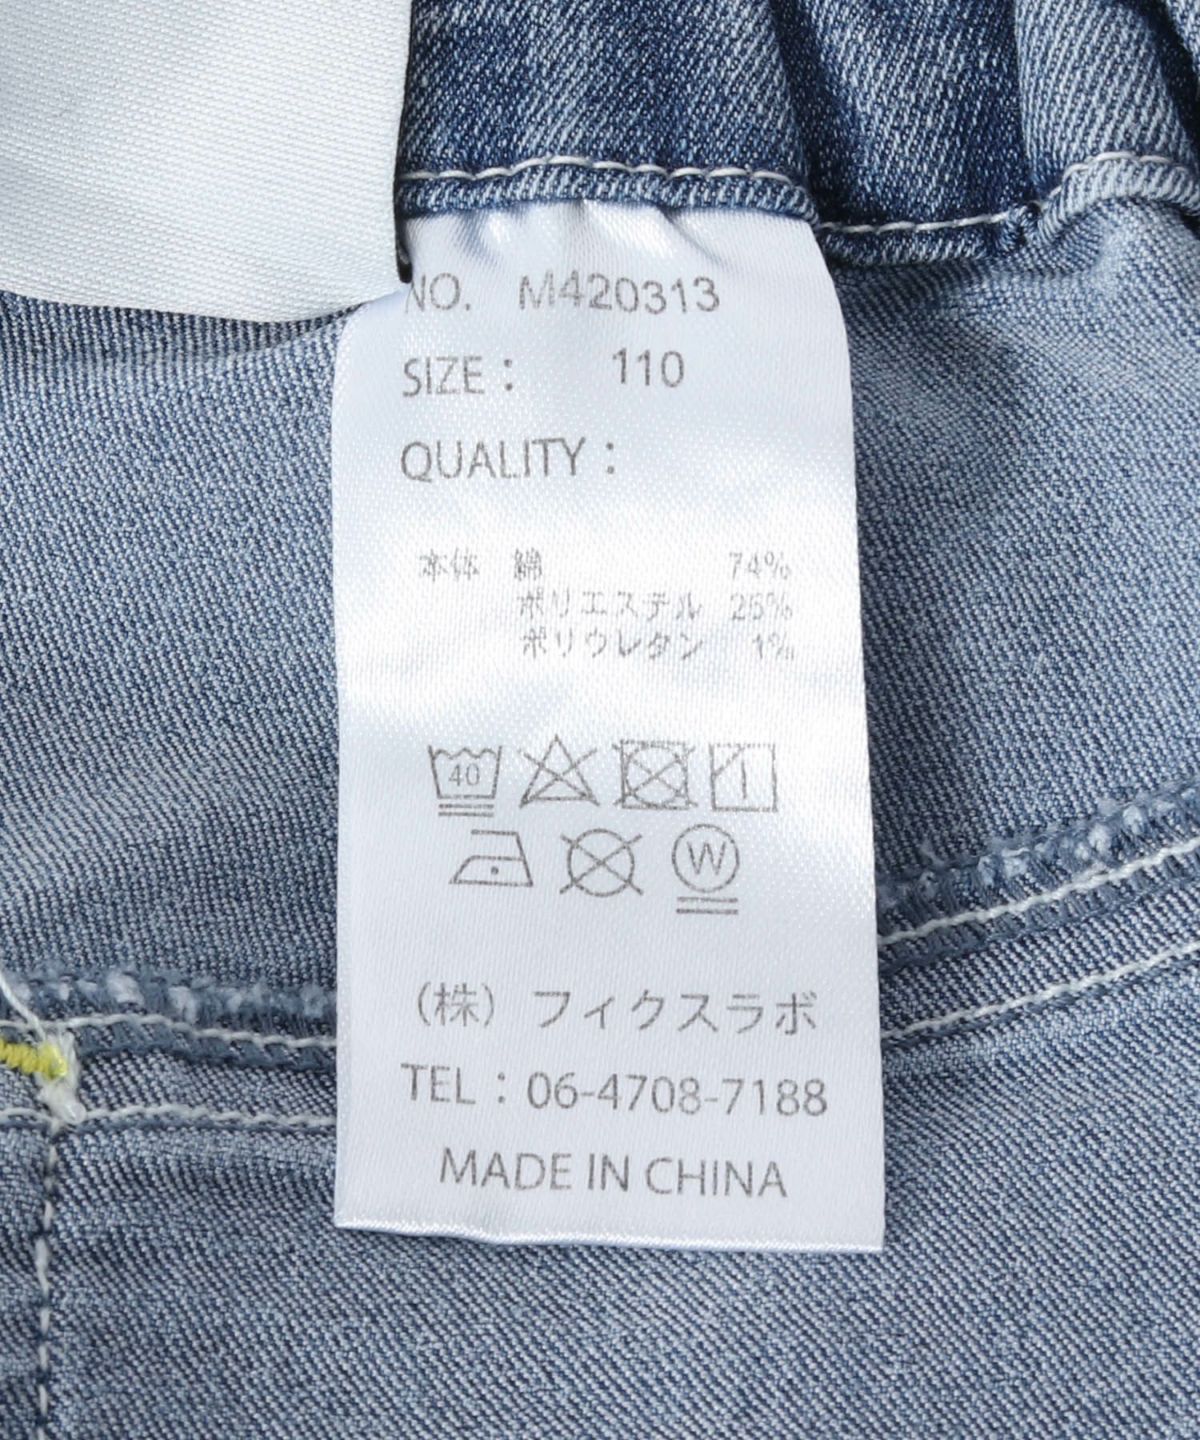 NO. M420313
SIZE： 110
QUALITY：
本体 綿 74%
ポリエステル 25%
ポリウレタン 1%
40
W
（株）フィクスラボ
TEL：06-4708-7188
MADE IN CHINA